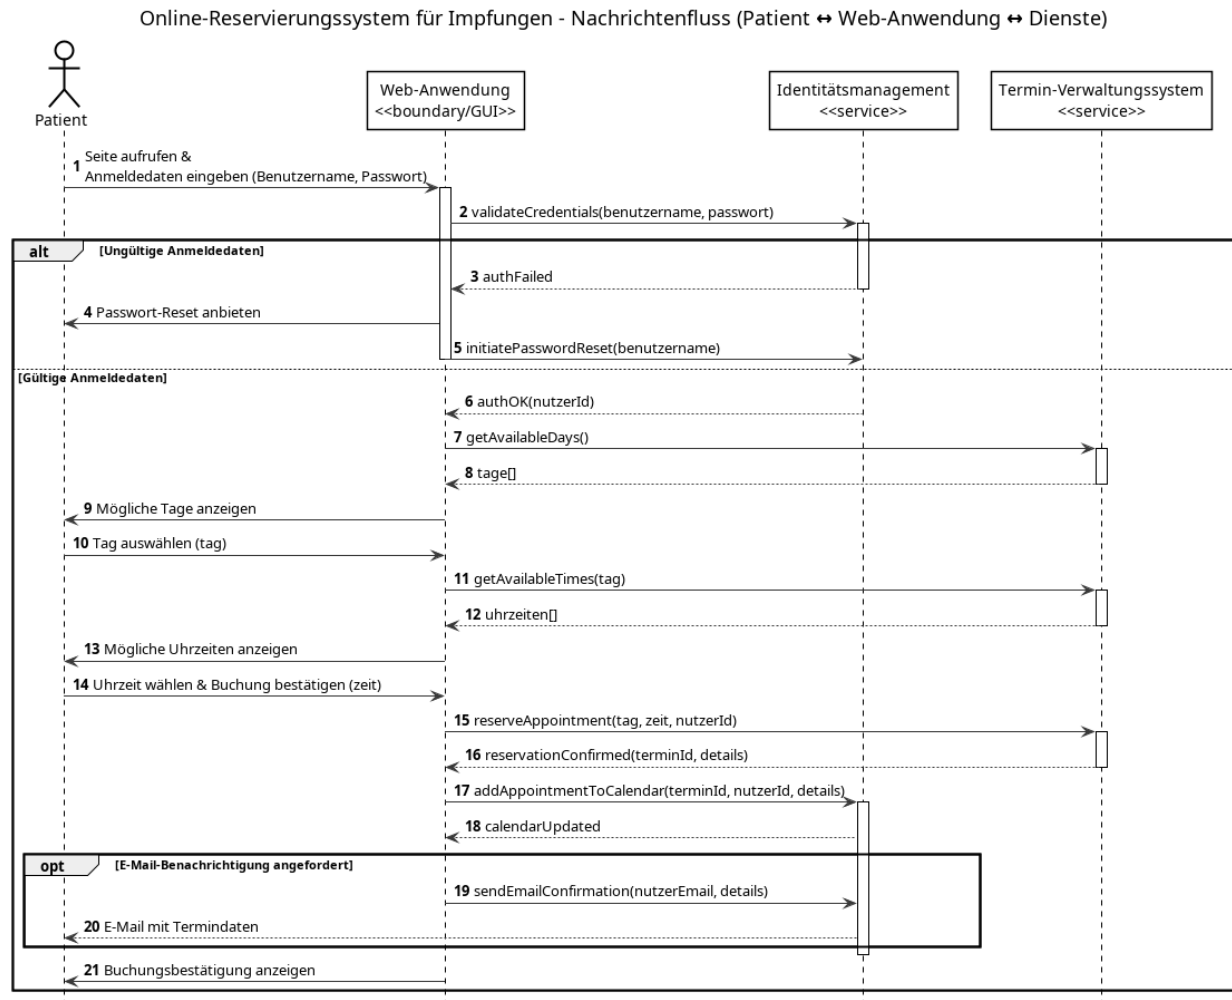 Online-Reservierungssystem für Impfungen - Nachrichtenfluss (Patient ↔ Web-Anwendung ↔ Dienste)
Patient
Web-Anwendung
<<boundary/GUI>>
Identitätsmanagement
<<service>>
Termin-Verwaltungssystem
<<service>>
1 Seite aufrufen &
Anmeldedaten eingeben (Benutzername, Passwort)
2 validateCredentials(benutzername, passwort)
alt [Ungültige Anmeldedaten]
3 authFailed
4 Passwort-Reset anbieten
5 initiatePasswordReset(benutzername)
[Gültige Anmeldedaten]
6 authOK(nutzerId)
7 getAvailableDays()
8 tage[]
9 Mögliche Tage anzeigen
10 Tag auswählen (tag)
11 getAvailableTimes(tag)
12 uhrzeiten[]
13 Mögliche Uhrzeiten anzeigen
14 Uhrzeit wählen & Buchung bestätigen (zeit)
15 reserveAppointment(tag, zeit, nutzerId)
16 reservationConfirmed(terminId, details)
17 addAppointmentToCalendar(terminId, nutzerId, details)
18 calendarUpdated
opt [E-Mail-Benachrichtigung angefordert]
19 sendEmailConfirmation(nutzerEmail, details)
20 E-Mail mit Termindaten
21 Buchungsbestätigung anzeigen